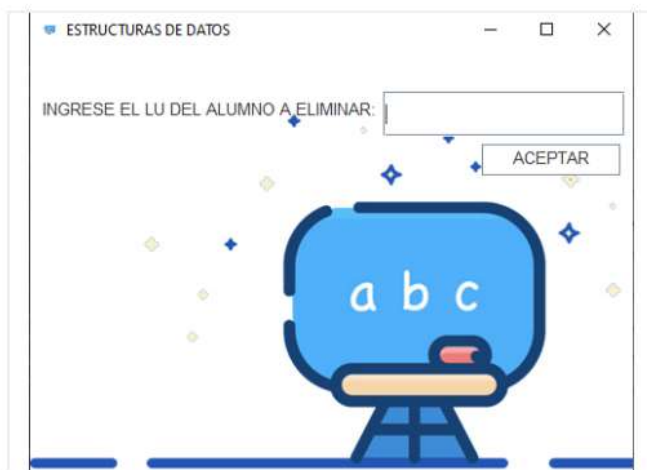 ESTRUCTURAS DE DATOS
INGRESE EL LU DEL ALUMNO A ELIMINAR:
ACEPTAR
a b c